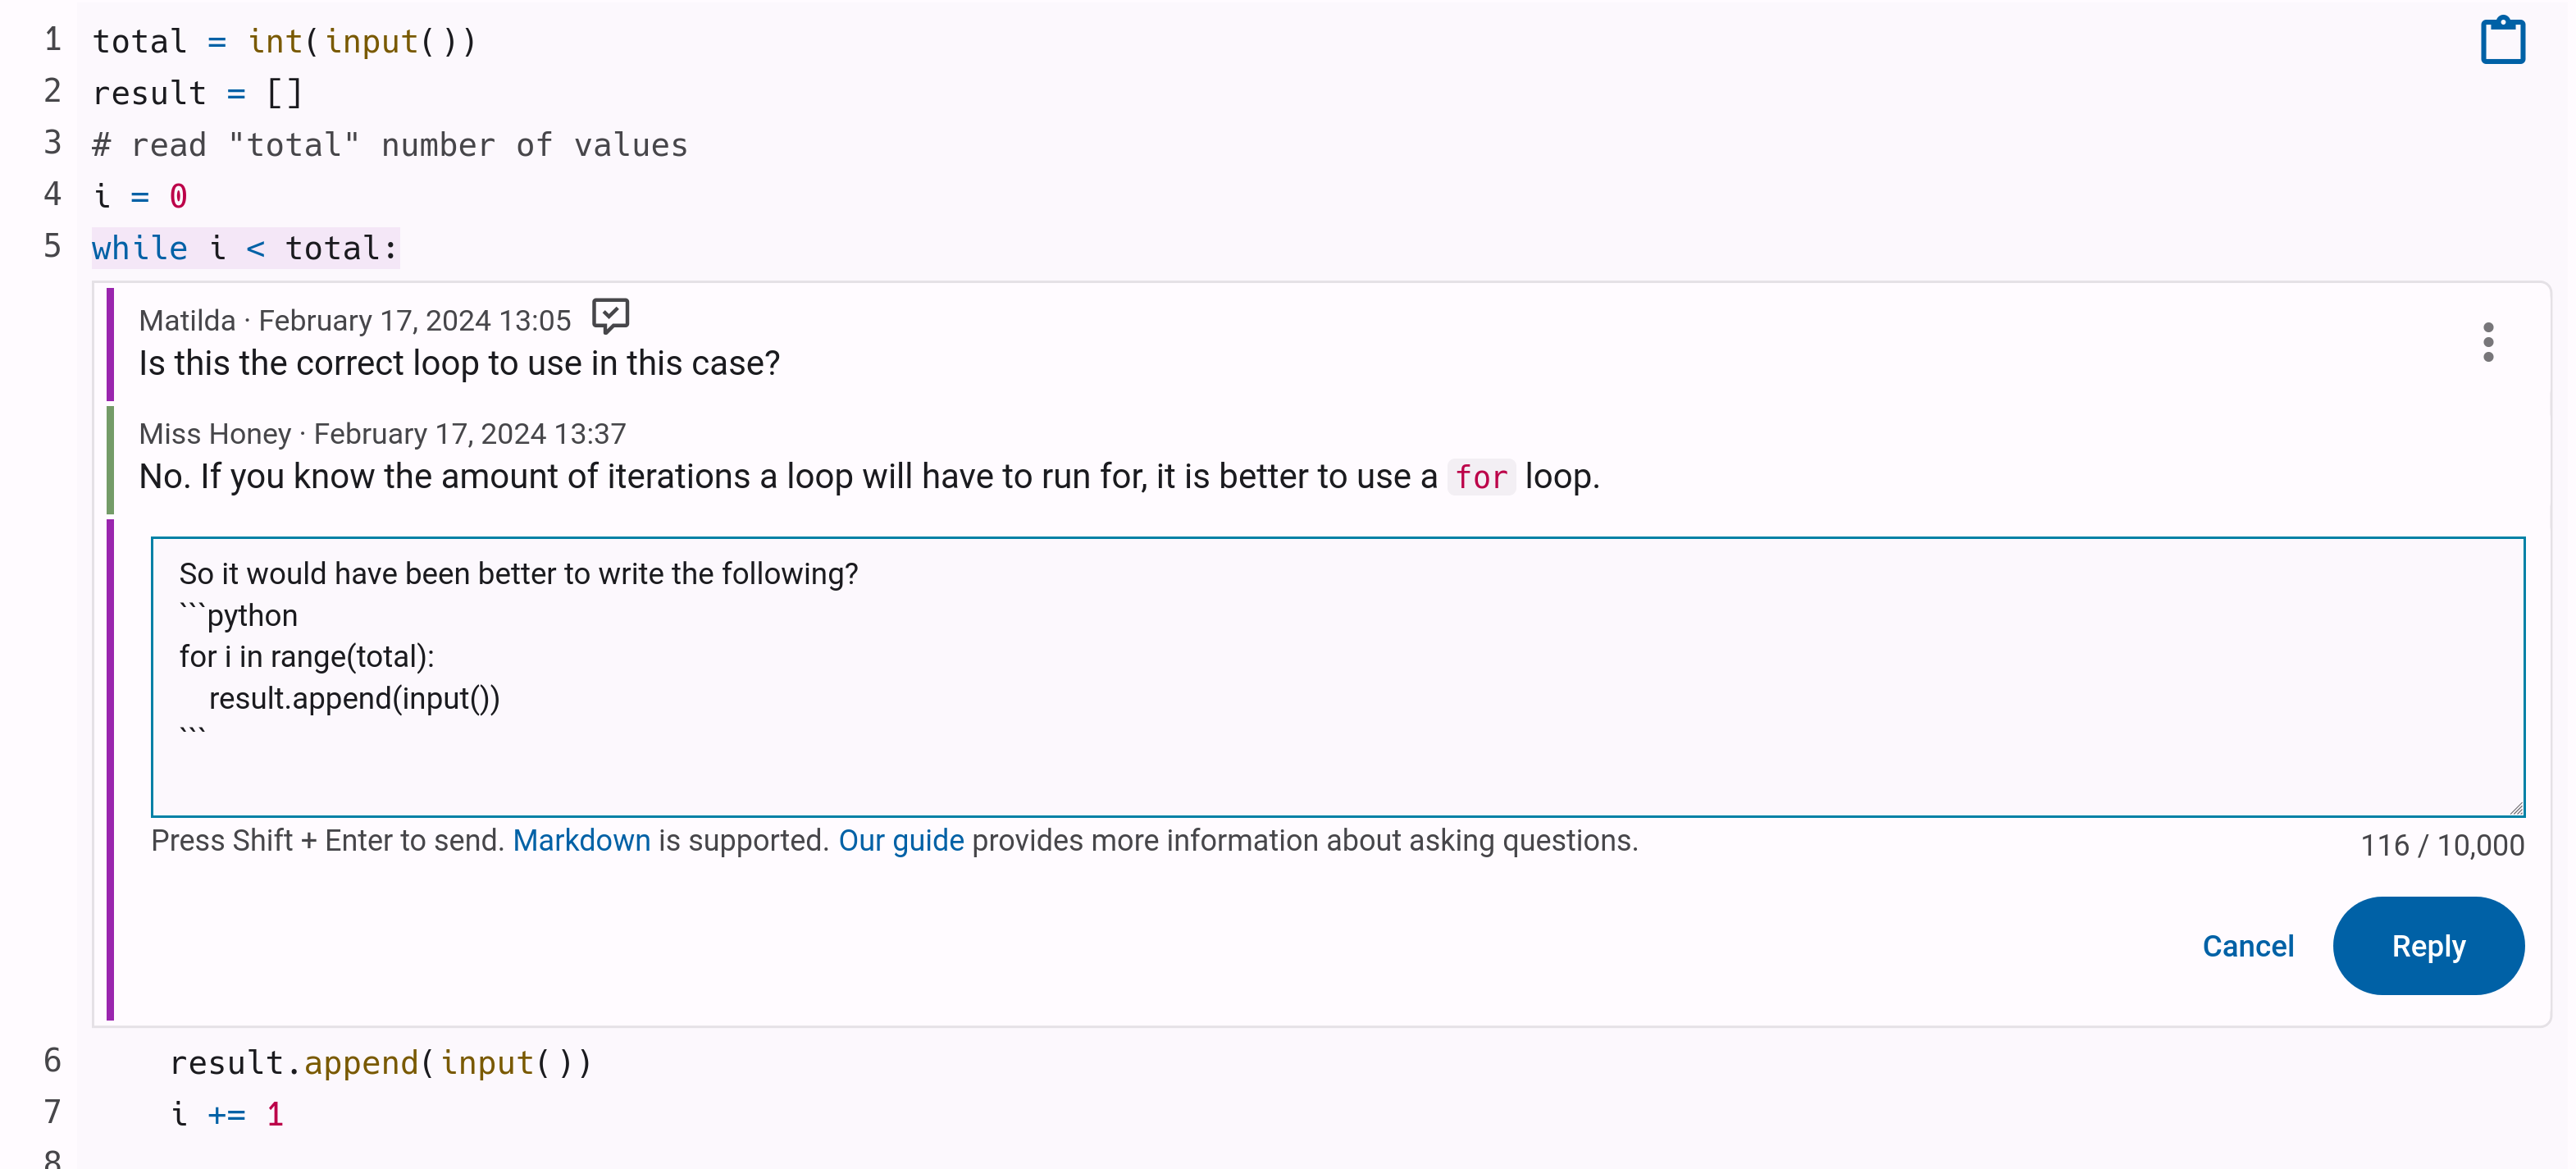 1 total = int(input())
2 result = []
3 # read "total" number of values
4 i = 0
5 while i < total:
Matilda · February 17, 2024 13:05
Is this the correct loop to use in this case?
Miss Honey · February 17, 2024 13:37
No. If you know the amount of iterations a loop will have to run for, it is better to use a for loop.
So it would have been better to write the following?
```python
for i in range(total):
    result.append(input())
```
Press Shift + Enter to send. Markdown is supported. Our guide provides more information about asking questions.
116 / 10,000
Cancel Reply
6     result.append(input())
7     i += 1
8